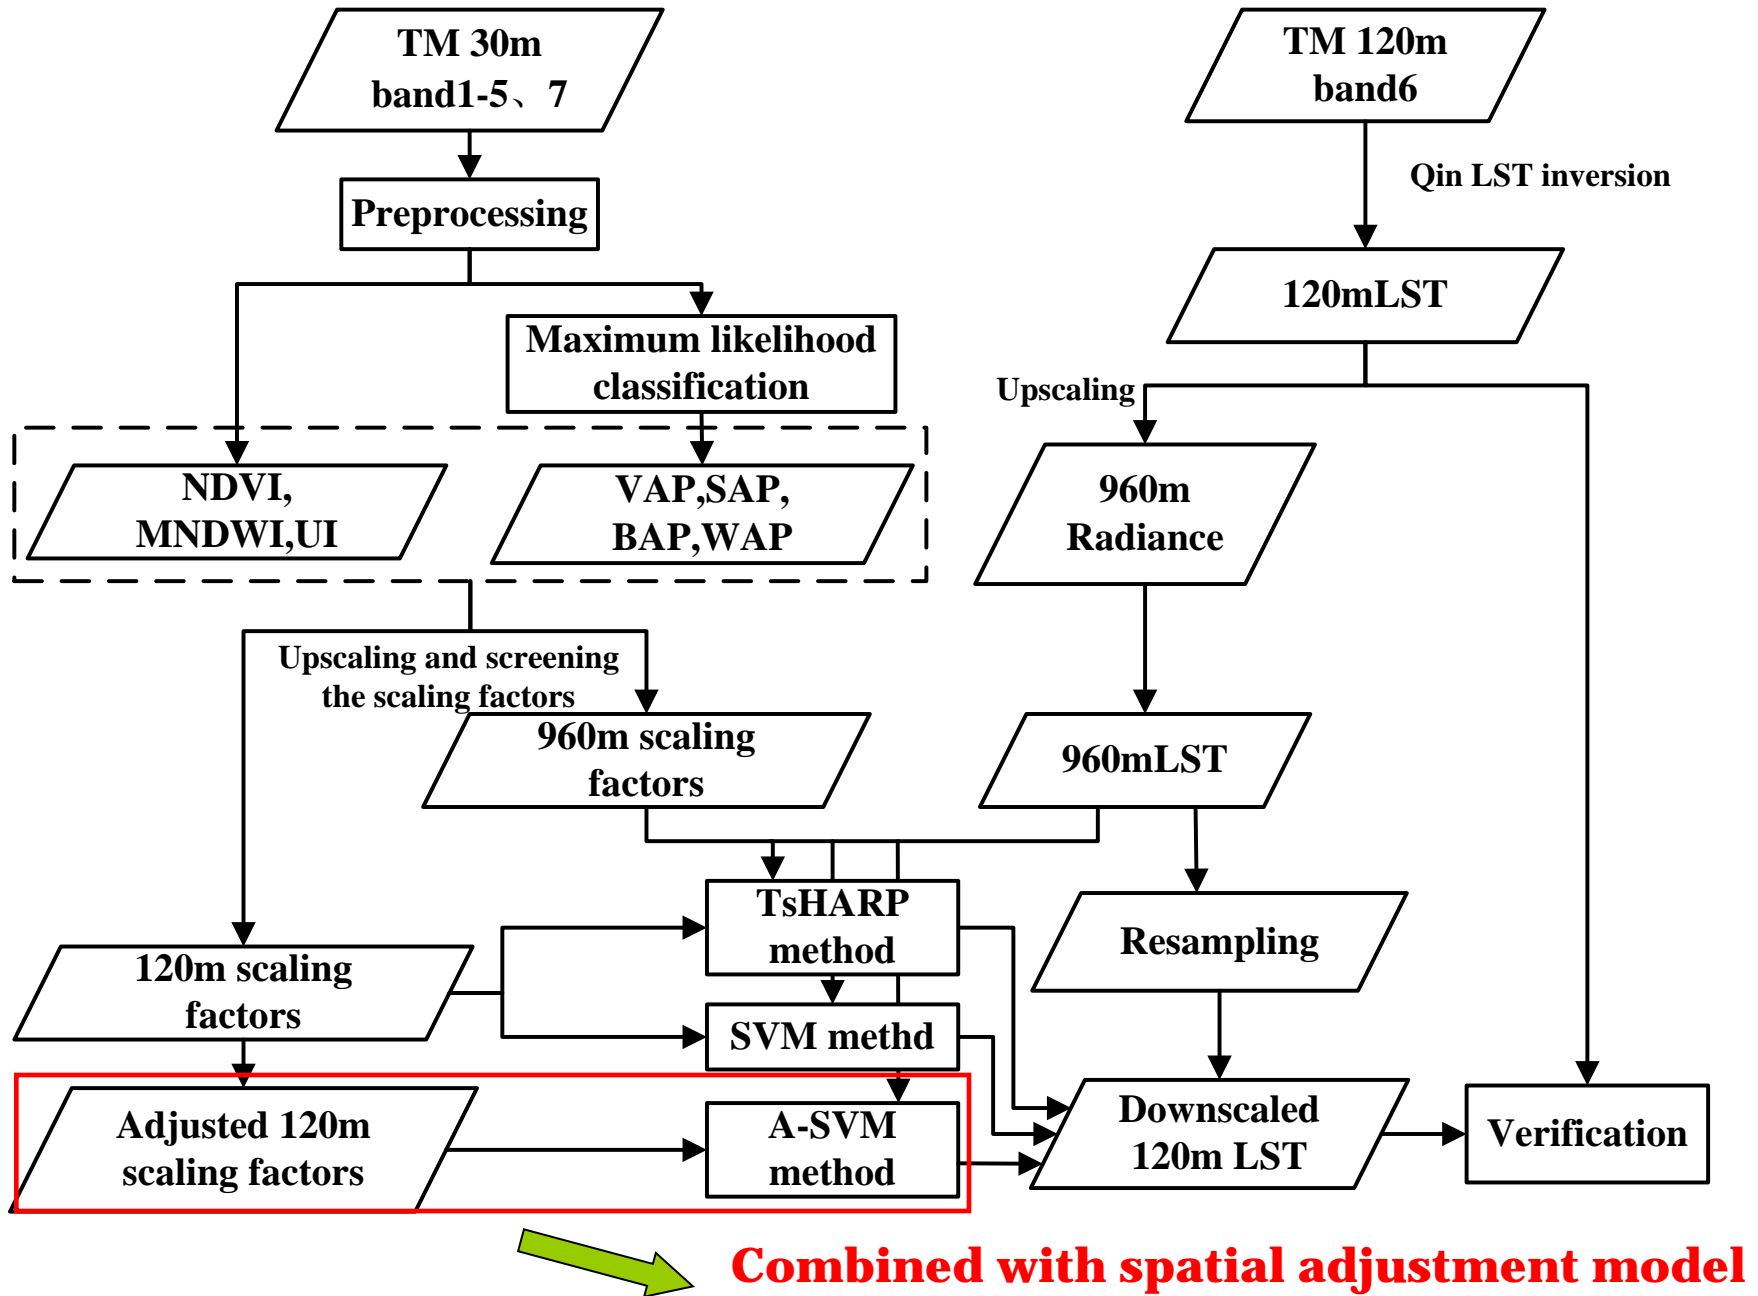 TM 30m
band1-5、7
TM 120m
band6
Qin LST inversion
Preprocessing
120mLST
Maximum likelihood
classification
Upscaling
NDVI,
MNDWI,UI
VAP,SAP,
BAP,WAP
960m
Radiance
Upscaling and screening
the scaling factors
960m scaling
factors
960mLST
TsHARP
method
Resampling
120m scaling
factors
SVM methd
Adjusted 120m
scaling factors
A-SVM
method
Downscaled
120m LST
Verification
Combined with spatial adjustment model